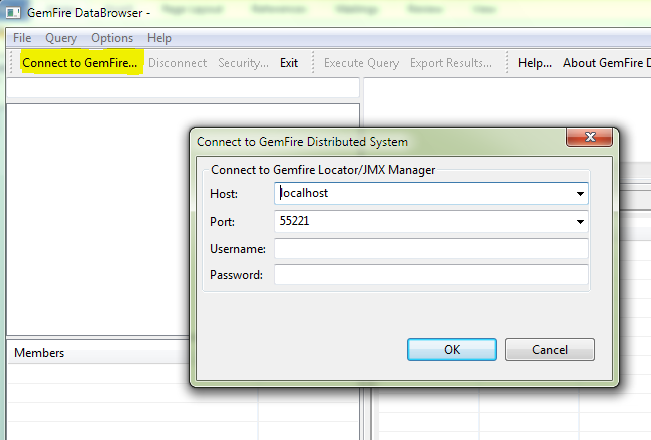 GemFire DataBrowser -
File Query Options Help
Connect to GemFire... Disconnect Security... Exit Execute Query Export Results... Help... About GemFire D
Connect to GemFire Distributed System
Connect to Gemfire Locator/JMX Manager
Host: localhost
Port: 55221
Username:
Password:
OK Cancel
Members